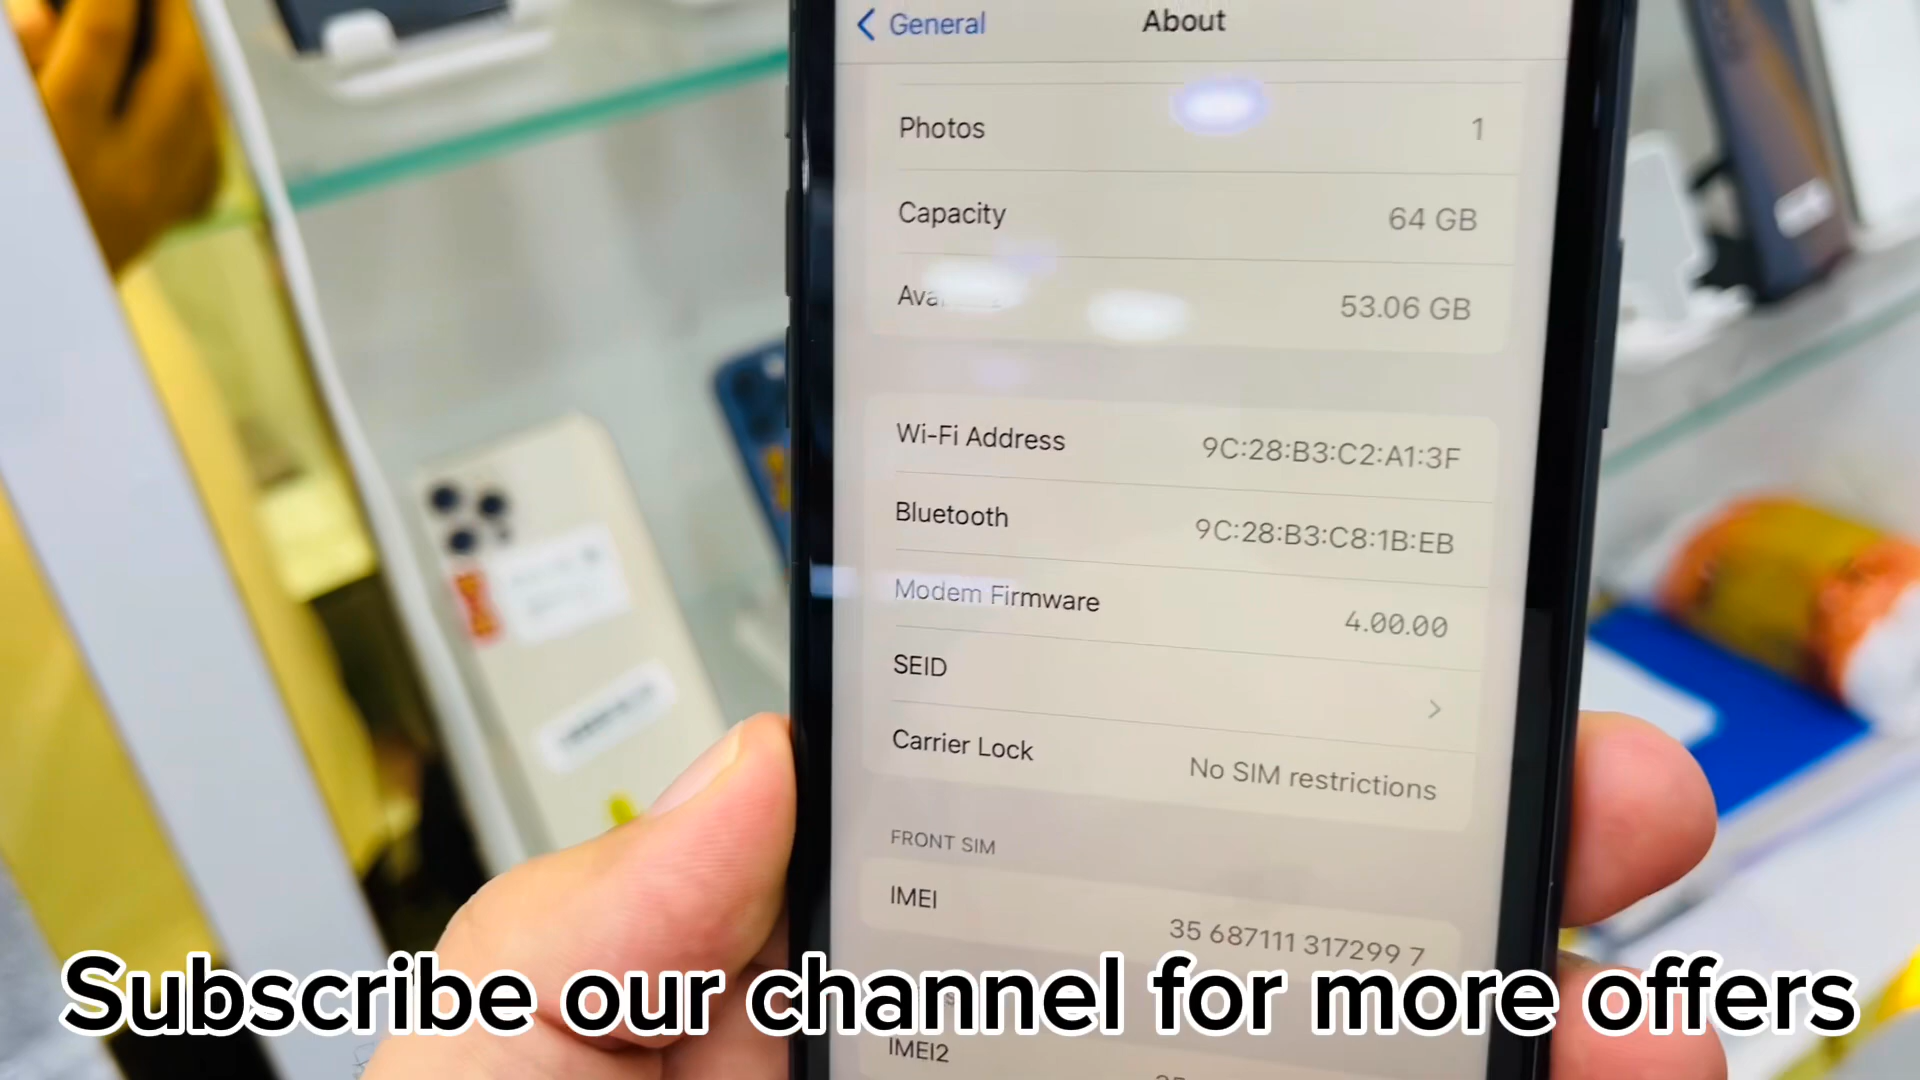 General
About
Photos
1
Capacity
64 GB
53.06 GB
Wi-Fi Address
9C:28:B3:C2:A1:3F
Bluetooth
9C:28:B3:C8:1B:EB
Modem Firmware
4.00.00
SEID
Carrier Lock
No SIM restrictions
FRONT SIM
IMEI
35 687111 317299 7
Subscribe our channel for more offers
IMEI2